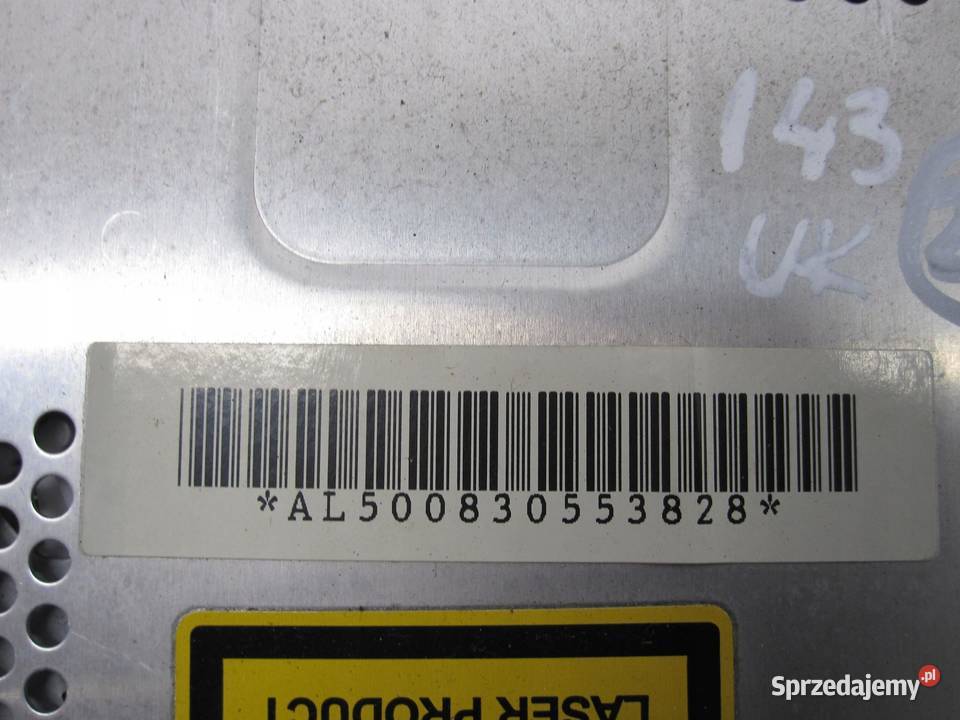 143
UK
*AL500830553828*
LASER PRODUCT
Sprzedajemy.pl